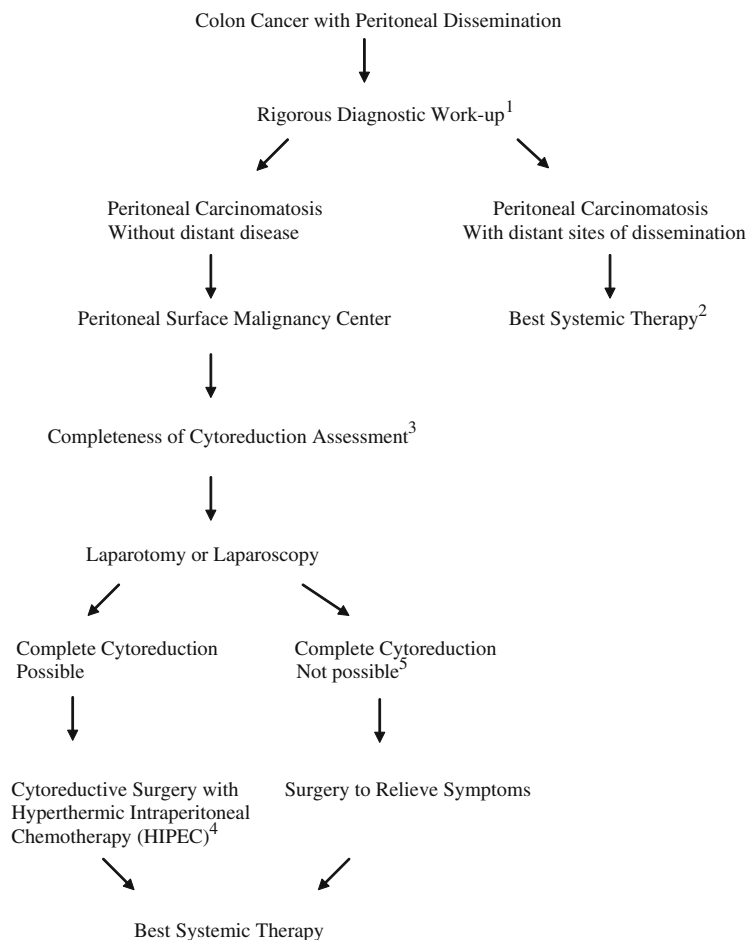 Colon Cancer with Peritoneal Dissemination
Rigorous Diagnostic Work-up1
Peritoneal Carcinomatosis
Without distant disease
Peritoneal Carcinomatosis
With distant sites of dissemination
Peritoneal Surface Malignancy Center
Best Systemic Therapy2
Completeness of Cytoreduction Assessment3
Laparotomy or Laparoscopy
Complete Cytoreduction
Possible
Complete Cytoreduction
Not possible5
Cytoreductive Surgery with
Hyperthermic Intraperitoneal
Chemotherapy (HIPEC)4
Surgery to Relieve Symptoms
Best Systemic Therapy